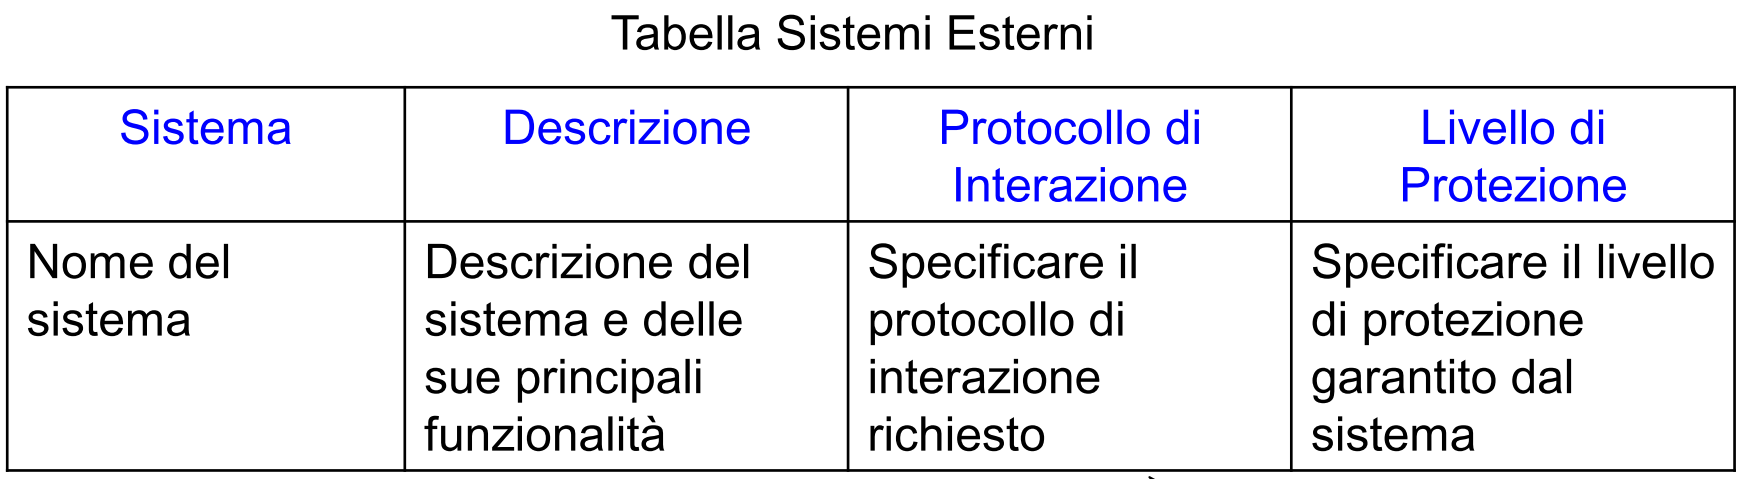 Tabella Sistemi Esterni
Sistema
Descrizione
Protocollo di
Interazione
Livello di
Protezione
Nome del
sistema
Descrizione del
sistema e delle
sue principali
funzionalità
Specificare il
protocollo di
interazione
richiesto
Specificare il livello
di protezione
garantito dal
sistema